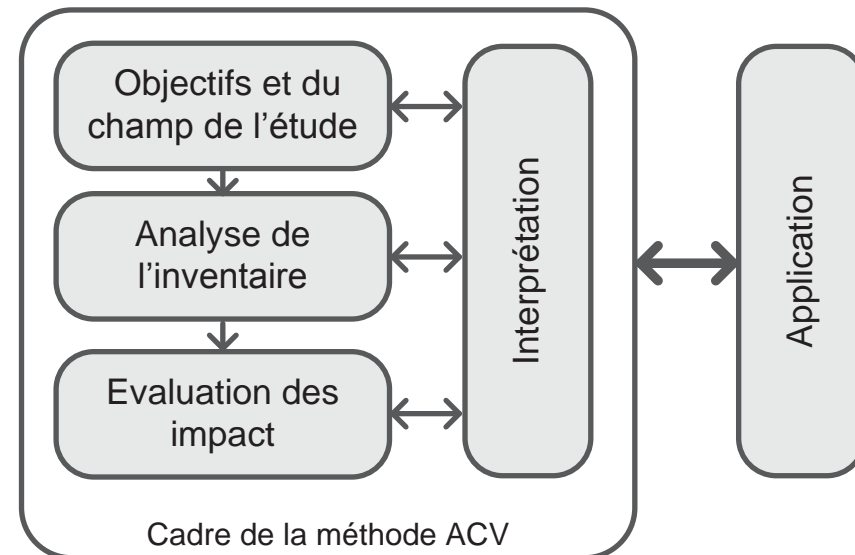 Objectifs et du
champ de l’étude
Analyse de
l’inventaire
Evaluation des
impact
Interprétation
Application
Cadre de la méthode ACV